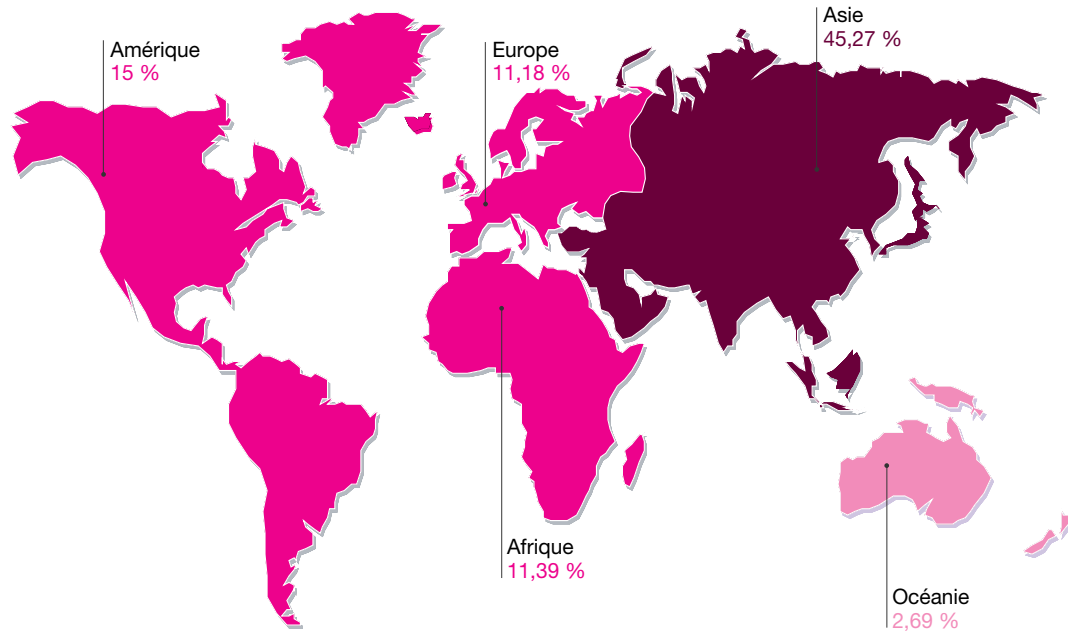 Amérique
15 %
Europe
11,18 %
Asie
45,27 %
Afrique
11,39 %
Océanie
2,69 %